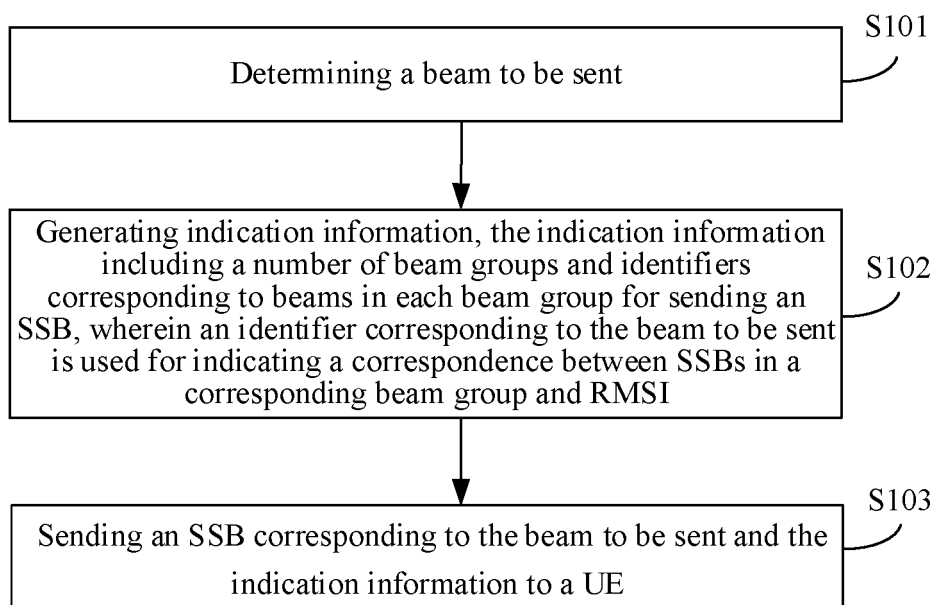 S101
Determining a beam to be sent
Generating indication information, the indication information
including a number of beam groups and identifiers
corresponding to beams in each beam group for sending an
SSB, wherein an identifier corresponding to the beam to be sent
is used for indicating a correspondence between SSBs in a
corresponding beam group and RMSI
S102
S103
Sending an SSB corresponding to the beam to be sent and the
indication information to a UE